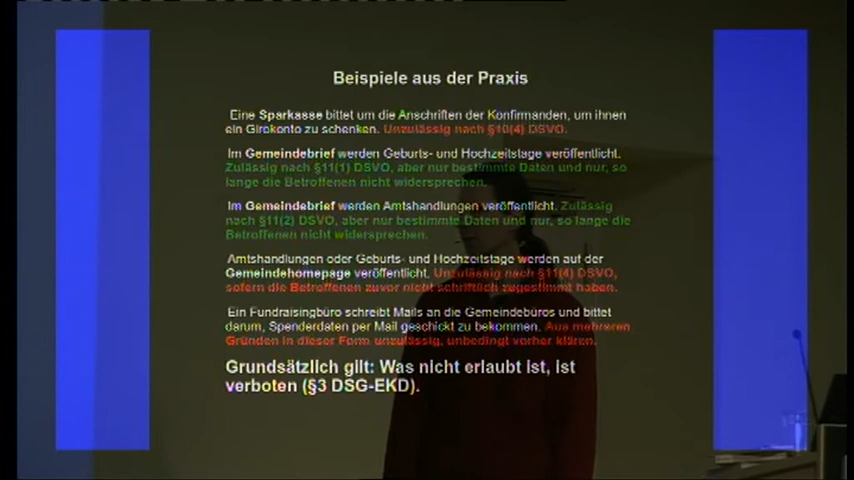 Beispiele aus der Praxis
Eine Sparkasse bittet um die Anschriften der Konfirmanden, um ihnen
ein Girokonto zu schenken. Unzulässig nach §10(4) DSVO.
Im Gemeindebrief werden Geburts- und Hochzeitstage veröffentlicht.
Zulässig nach §11(1) DSVO, aber nur bestimmte Daten und nur, so
lange die Betroffenen nicht widersprechen.
Im Gemeindebrief werden Amtshandlungen veröffentlicht. Zulässig
nach §11(2) DSVO, aber nur bestimmte Daten und nur, so lange die
Betroffenen nicht widersprechen.
Amtshandlungen oder Geburts- und Hochzeitstage werden auf der
Gemeindehomepage veröffentlicht. Unzulässig nach §11(4) DSVO,
sofern die Betroffenen zuvor nicht schriftlich zugestimmt haben.
Ein Fundraisingbüro schreibt Mails an die Gemeindebüros und bittet
darum, Spenderdaten per Mail geschickt zu bekommen. Aus mehreren
Gründen in dieser Form unzulässig, unbedingt vorher klären.
Grundsätzlich gilt: Was nicht erlaubt ist, ist
verboten (§3 DSG-EKD).